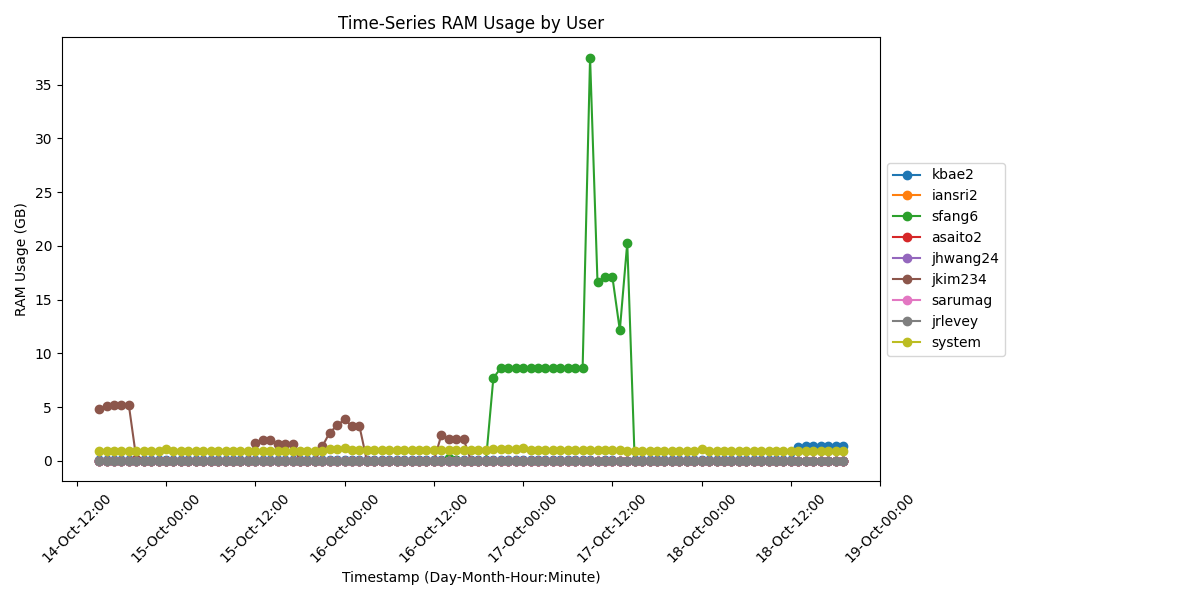 Time-Series RAM Usage by User
RAM Usage (GB)
35
30
25
20
15
10
5
0
14-Oct-12:00
15-Oct-00:00
15-Oct-12:00
16-Oct-00:00
16-Oct-12:00
17-Oct-00:00
17-Oct-12:00
18-Oct-00:00
18-Oct-12:00
19-Oct-00:00
Timestamp (Day-Month-Hour:Minute)
kbae2
iansri2
sfang6
asaito2
jhwang24
jkim234
sarumag
jrlevey
system